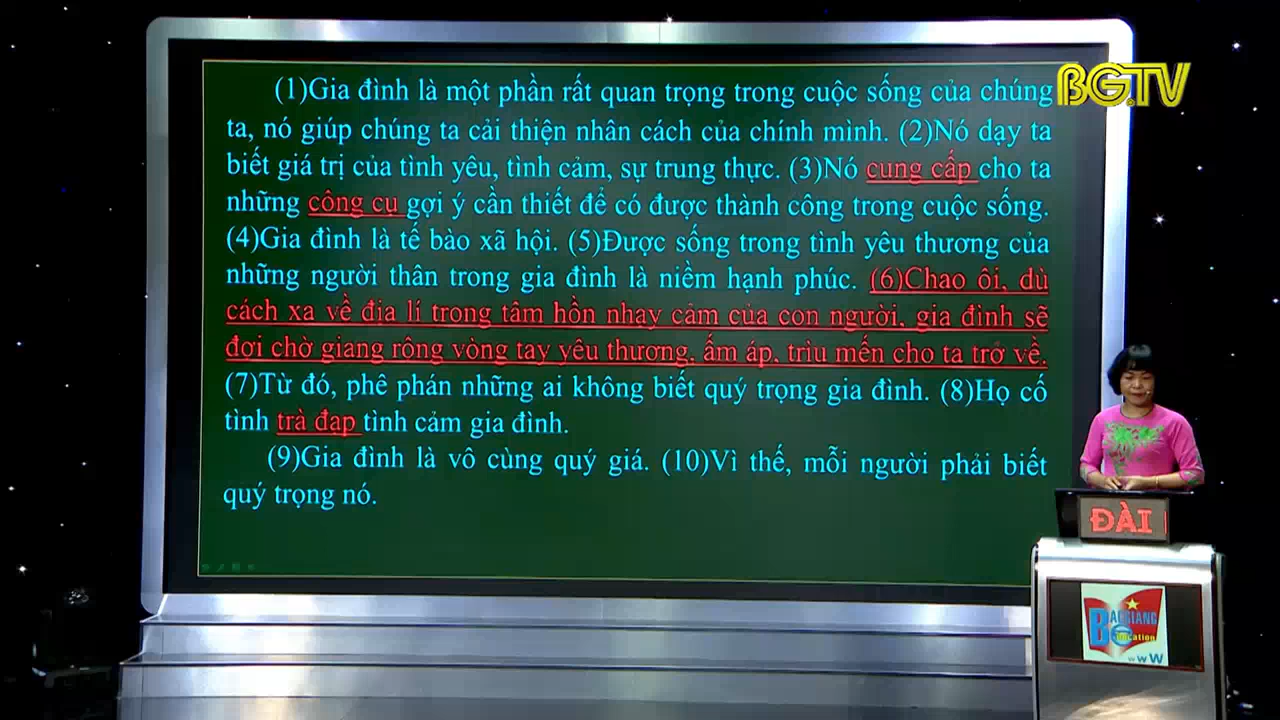 (1)Gia đình là một phần rất quan trọng trong cuộc sống của chúng
BG.TV
ta, nó giúp chúng ta cải thiện nhân cách của chính mình. (2)Nó dạy ta
biết giá trị của tình yêu, tình cảm, sự trung thực. (3)Nó cung cấp cho ta
những công cụ gợi ý cần thiết để có được thành công trong cuộc sống.
(4)Gia đình là tế bào xã hội. (5)Được sống trong tình yêu thương của
những người thân trong gia đình là niềm hạnh phúc. (6)Chao ôi, dù
cách xa về địa lí trong tâm hồn nhạy cảm của con người, gia đình sẽ
đợi chờ giang rộng vòng tay yêu thương, ấm áp, trìu mến cho ta trở về.
(7)Từ đó, phê phán những ai không biết quý trọng gia đình. (8)Họ cố
tình trà đạp tình cảm gia đình.
(9)Gia đình là vô cùng quý giá. (10)Vì thế, mỗi người phải biết
quý trọng nó.
ĐÀI
BACGIANG
Education
www